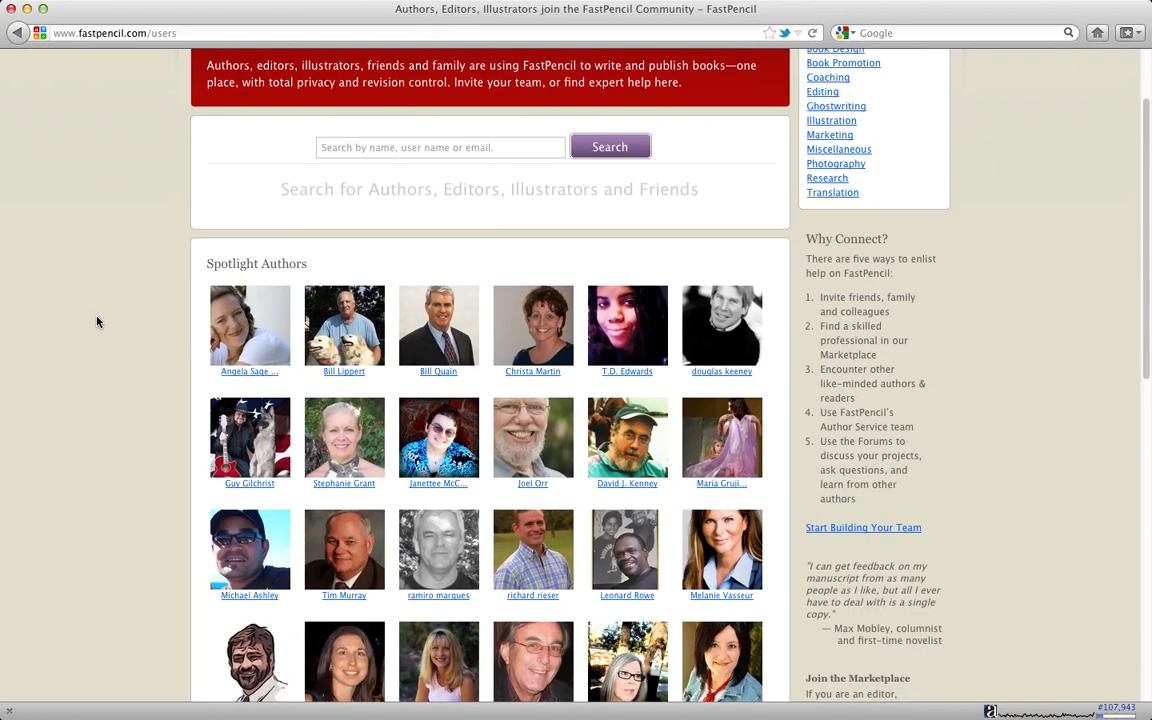 Authors, Editors, Illustrators join the FastPencil Community – FastPencil
www.fastpencil.com/users
Google
Authors, editors, illustrators, friends and family are using FastPencil to write and publish books—one
place, with total privacy and revision control. Invite your team, or find expert help here.
Search by name, user name or email.
Search
Search for Authors, Editors, Illustrators and Friends
Spotlight Authors
Angela Sage ...
Bill Lippert
Bill Quain
Christa Martin
T.D. Edwards
douglas keeney
Guy Gilchrist
Stephanie Grant
Janettee McC...
Joel Orr
David J. Kenney
Maria Gruji...
Michael Ashley
Tim Murray
ramiro marques
richard rieser
Leonard Rowe
Melanie Vasseur
Book Design
Book Promotion
Coaching
Editing
Ghostwriting
Illustration
Marketing
Miscellaneous
Photography
Research
Translation
Why Connect?
There are five ways to enlist
help on FastPencil:
1. Invite friends, family
and colleagues
2. Find a skilled
professional in our
Marketplace
3. Encounter other
like-minded authors &
readers
4. Use FastPencil's
Author Service team
5. Use the Forums to
discuss your projects,
ask questions, and
learn from other
authors
Start Building Your Team
"I can get feedback on my
manuscript from as many
people as I like, but all I ever
have to deal with is a single
copy."
— Max Mobley, columnist
and first-time novelist
Join the Marketplace
If you are an editor,
#107,943